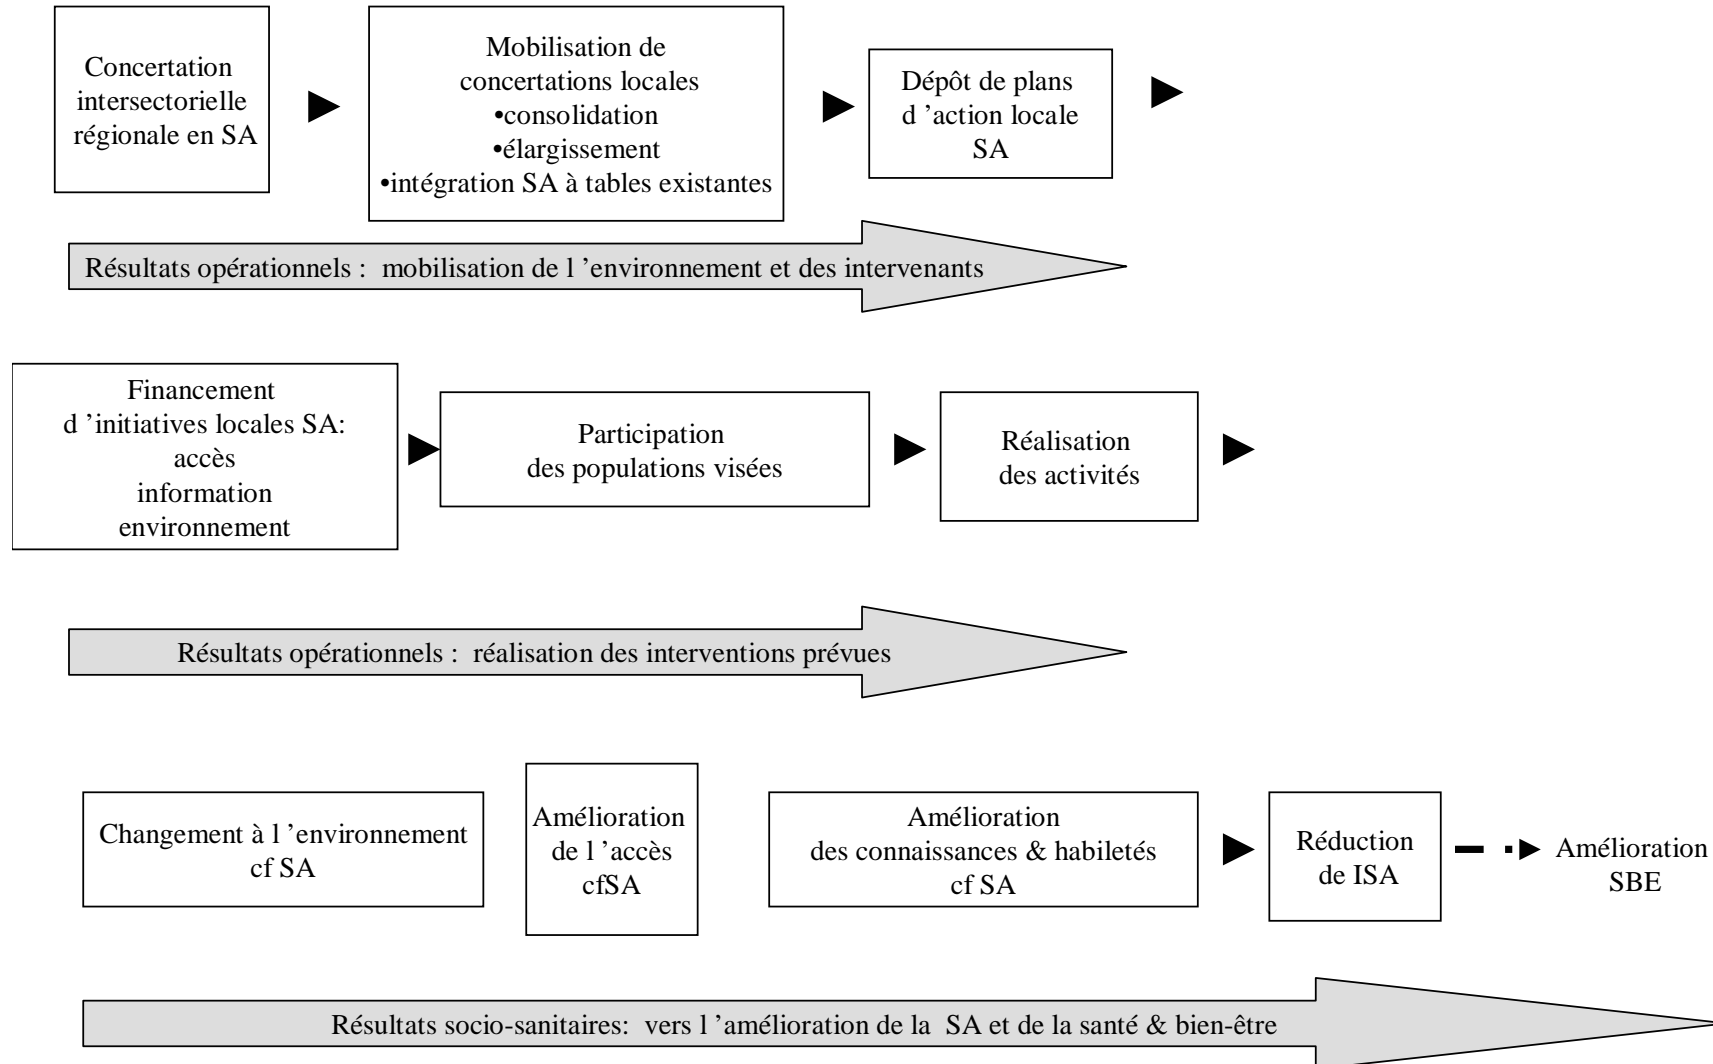 Concertation
intersectorielle
régionale en SA
Mobilisation de
concertations locales
•consolidation
•élargissement
•intégration SA à tables existantes
Dépôt de plans
d ’action locale
SA
Résultats opérationnels :  mobilisation de l ’environnement et des intervenants
Financement
d ’initiatives locales SA:
accès
information
environnement
Participation
des populations visées
Réalisation
des activités
Résultats opérationnels :  réalisation des interventions prévues
Changement à l ’environnement
cf SA
Amélioration
de l ’accès
cfSA
Amélioration
des connaissances & habiletés
cf SA
Réduction
de ISA
Amélioration
SBE
Résultats socio-sanitaires:  vers l ’amélioration de la  SA et de la santé & bien-être